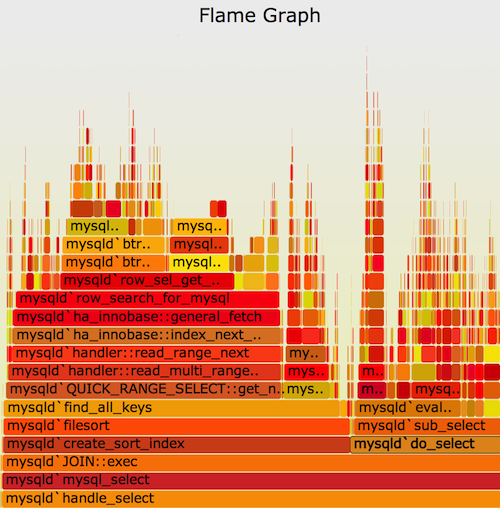 Flame Graph
mysql.. mysq..
mysqld`btr.. mysql..
mysqld`btr.. mysql..
mysqld`row_sel_get_..
mysqld`row_search_for_mysql
mysqld`ha_innobase::general_fetch
mysqld`ha_innobase::index_next_..
mysqld`handler::read_range_next my..
mysqld`handler::read_multi_range.. mys.. m..
mysqld`QUICK_RANGE_SELECT::get_n.. mys.. m.. mysq..
mysqld`find_all_keys mysqld`eval..
mysqld`filesort mysqld`sub_select
mysqld`create_sort_index mysqld`do_select
mysqld`JOIN::exec
mysqld`mysql_select
mysqld`handle_select